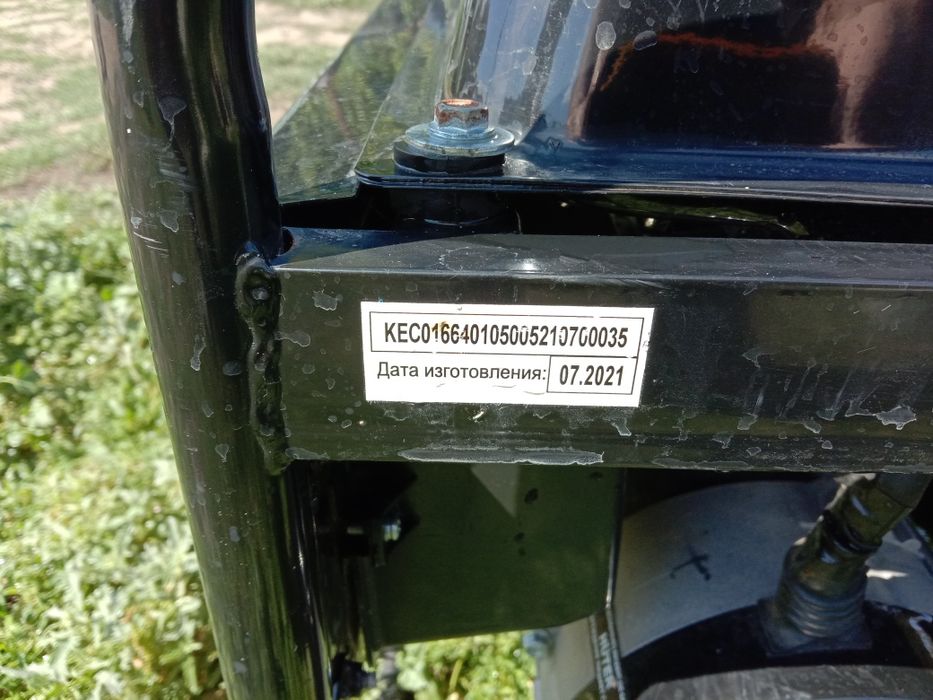 KEC016640105005210700035
Дата изготовления: 07.2021